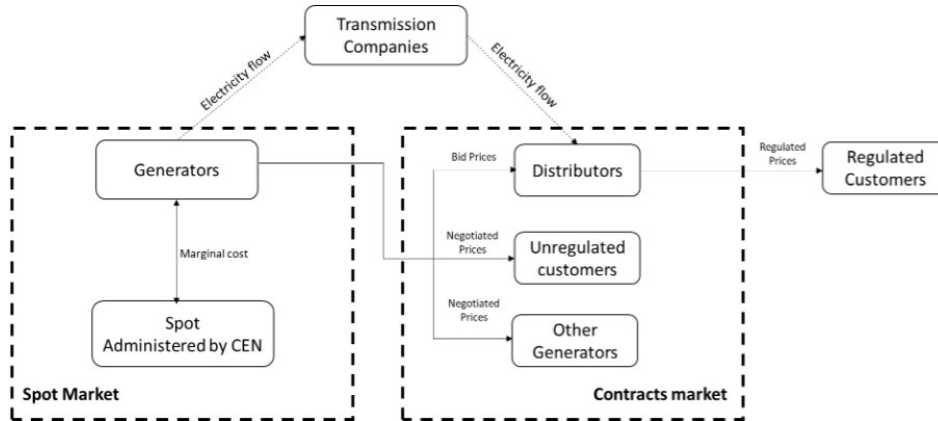 Transmission
Companies
Electricity flow
Electricity flow
Generators
Bid Prices
Distributors
Regulated
Prices
Regulated
Customers
Marginal cost
Negotiated
Prices
Unregulated
customers
Negotiated
Prices
Spot
Administered by CEN
Other
Generators
Spot Market
Contracts market